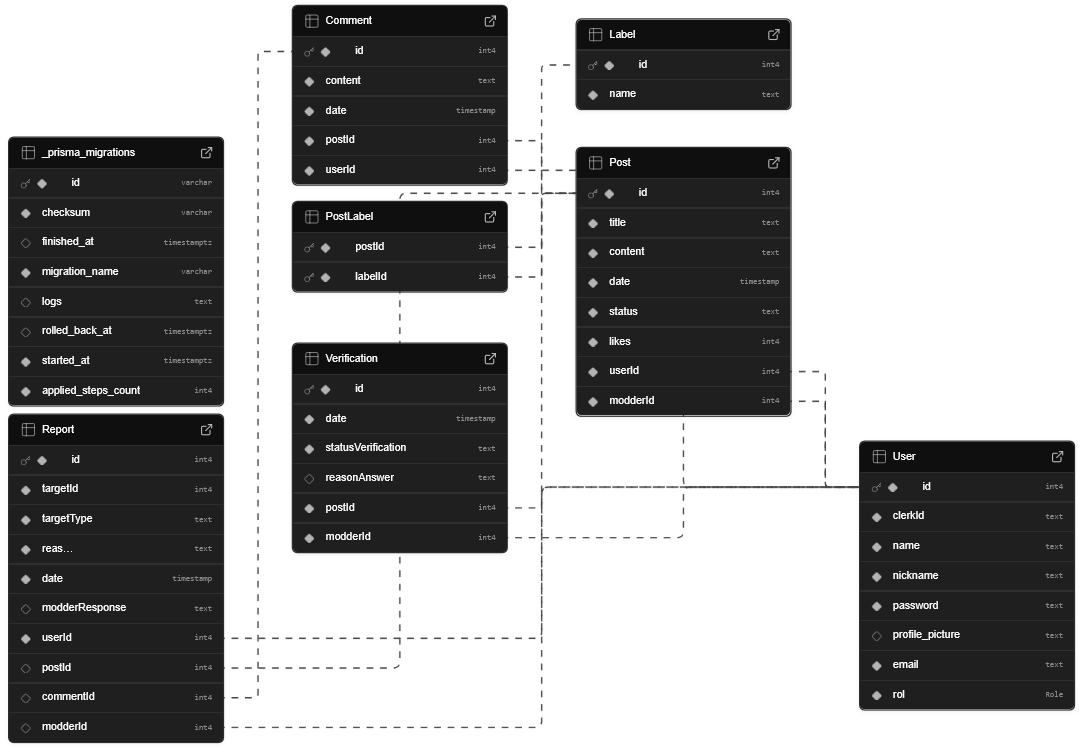 _prisma_migrations
id varchar
checksum varchar
finished_at timestamptz
migration_name varchar
logs text
rolled_back_at timestamptz
started_at timestamptz
applied_steps_count int4
Report
id int4
targetId int4
targetType text
reas... text
date timestamp
modderResponse text
userId int4
postId int4
commentId int4
modderId int4
Comment
id int4
content text
date timestamp
postId int4
userId int4
PostLabel
postId int4
labelId int4
Verification
id int4
date timestamp
statusVerification text
reasonAnswer text
postId int4
modderId int4
Label
id int4
name text
Post
id int4
title text
content text
date timestamp
status text
likes int4
userId int4
modderId int4
User
id int4
clerkId text
name text
nickname text
password text
profile_picture text
email text
rol Role